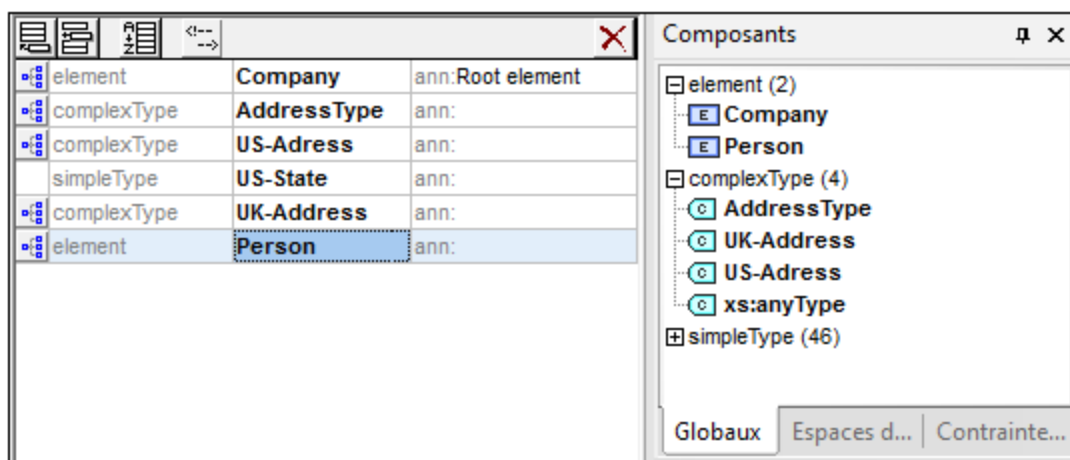 element Company ann:Root element
complexType AddressType ann:
complexType US-Adress ann:
simpleType US-State ann:
complexType UK-Address ann:
element Person ann:
Composants
element (2)
E Company
E Person
complexType (4)
C AddressType
C UK-Address
C US-Adress
C xs:anyType
simpleType (46)
Globaux Espaces d... Contrainte...